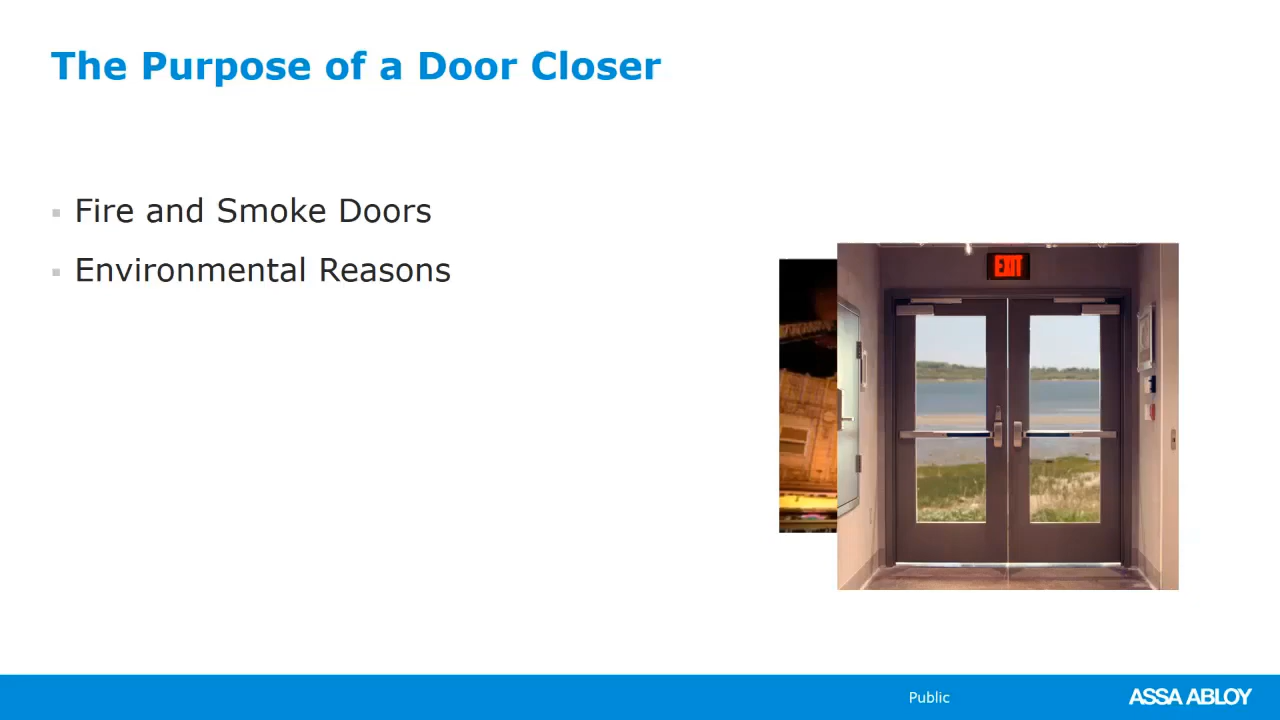 The Purpose of a Door Closer
Fire and Smoke Doors
Environmental Reasons
EXIT
Public
ASSA ABLOY